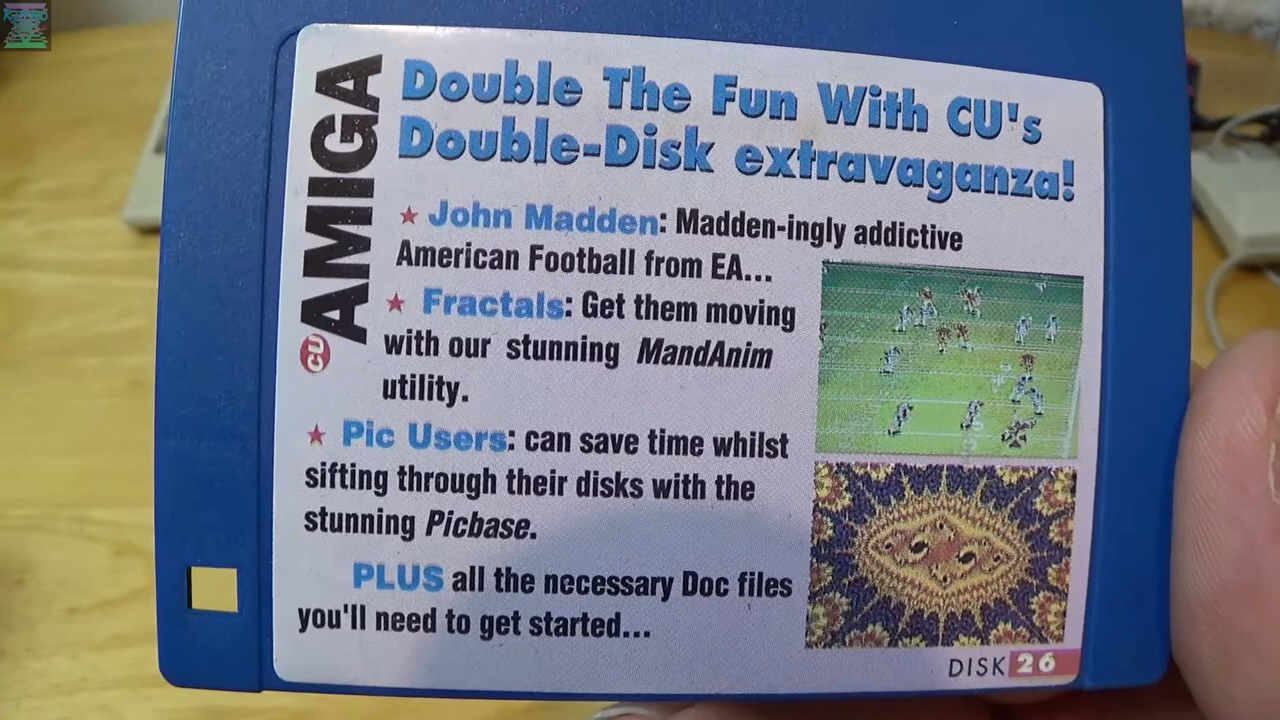 CU AMIGA
Double The Fun With CU's
Double-Disk extravaganza!
★ John Madden: Madden-ingly addictive
American Football from EA...
★ Fractals: Get them moving
with our stunning MandAnim
utility.
★ Pic Users: can save time whilst
sifting through their disks with the
stunning Picbase.
PLUS all the necessary Doc files
you'll need to get started...
DISK 26